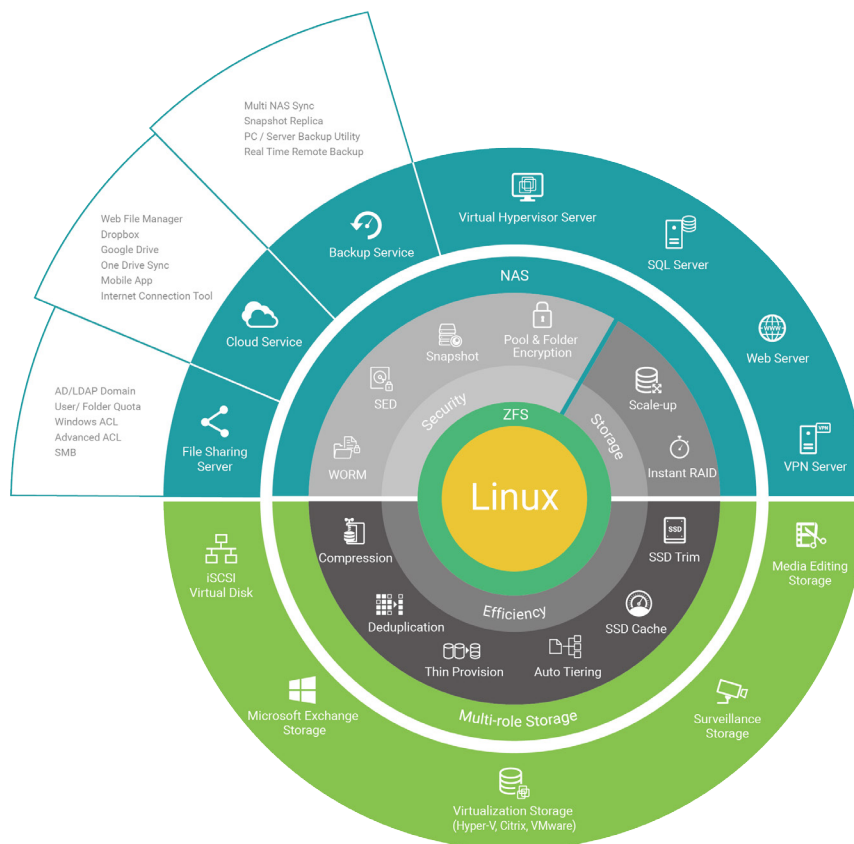 Multi NAS Sync
Snapshot Replica
PC / Server Backup Utility
Real Time Remote Backup
Web File Manager
Dropbox
Google Drive
One Drive Sync
Mobile App
Internet Connection Tool
AD/LDAP Domain
User/ Folder Quota
Windows ACL
Advanced ACL
SMB
File Sharing
Server
Cloud Service
Backup Service
Virtual Hypervisor Server
SQL Server
WWW
Web Server
VPN
VPN Server
NAS
WORM
SED
Snapshot
Pool & Folder
Encryption
Scale-up
Instant RAID
Security
Storage
ZFS
Linux
Efficiency
Compression
Deduplication
Thin Provision
Auto Tiering
SSD Cache
SSD
SSD Trim
Multi-role Storage
iSCSI
Virtual Disk
Microsoft Exchange
Storage
Virtualization Storage
(Hyper-V, Citrix, VMware)
Surveillance
Storage
Media Editing
Storage